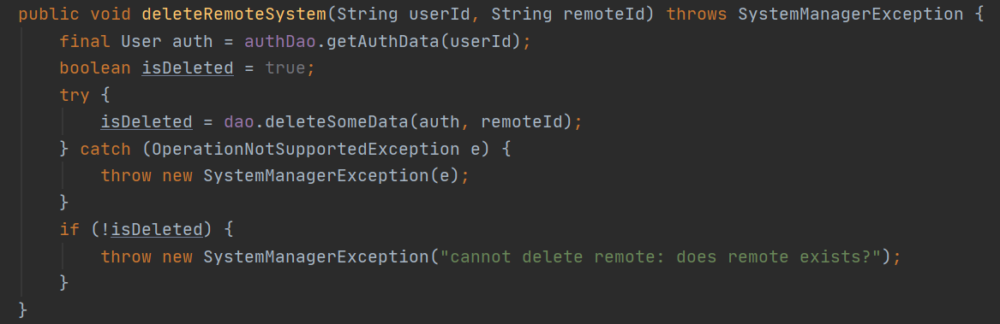 public void deleteRemoteSystem(String userId, String remoteId) throws SystemManagerException {
    final User auth = authDao.getAuthData(userId);
    boolean isDeleted = true;
    try {
        isDeleted = dao.deleteSomeData(auth, remoteId);
    } catch (OperationNotSupportedException e) {
        throw new SystemManagerException(e);
    }
    if (!isDeleted) {
        throw new SystemManagerException("cannot delete remote: does remote exists?");
    }
}